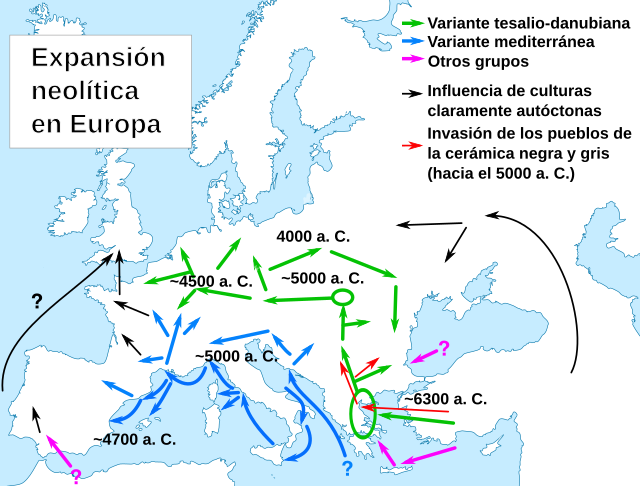 Expansión
neolítica
en Europa
Variante tesalio-danubiana
Variante mediterránea
Otros grupos
Influencia de culturas
claramente autóctonas
Invasión de los pueblos de
la cerámica negra y gris
(hacia el 5000 a. C.)
4000 a. C.
~4500 a. C.
~5000 a. C.
?
~5000 a. C.
?
~6300 a. C.
~4700 a. C.
?
?